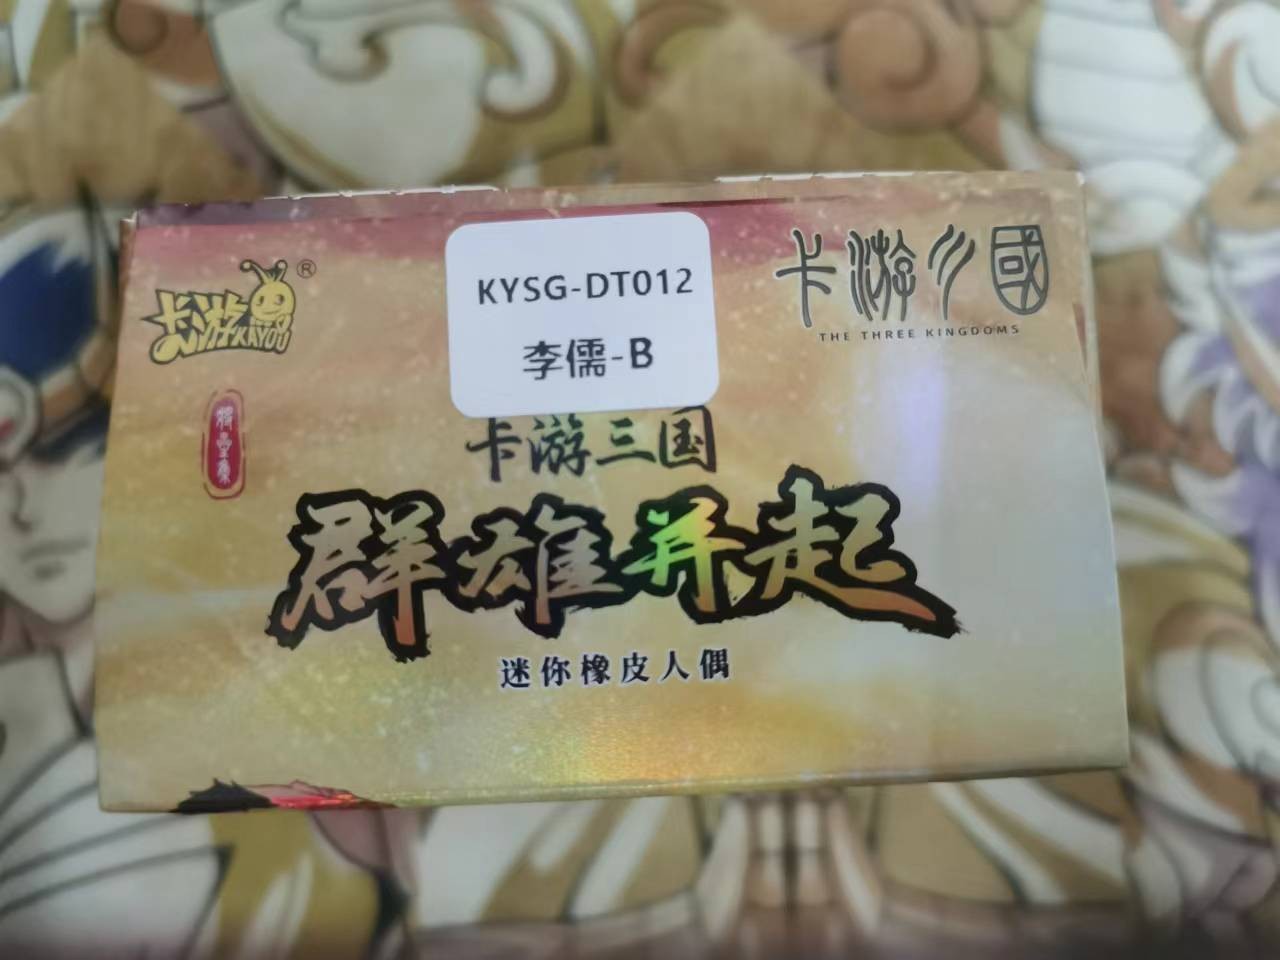 卡游
KAYOU
®
KYSG-DT012
李儒-B
卡游三國
THE THREE KINGDOMS
卡游三国
群雄并起
迷你橡皮人偶